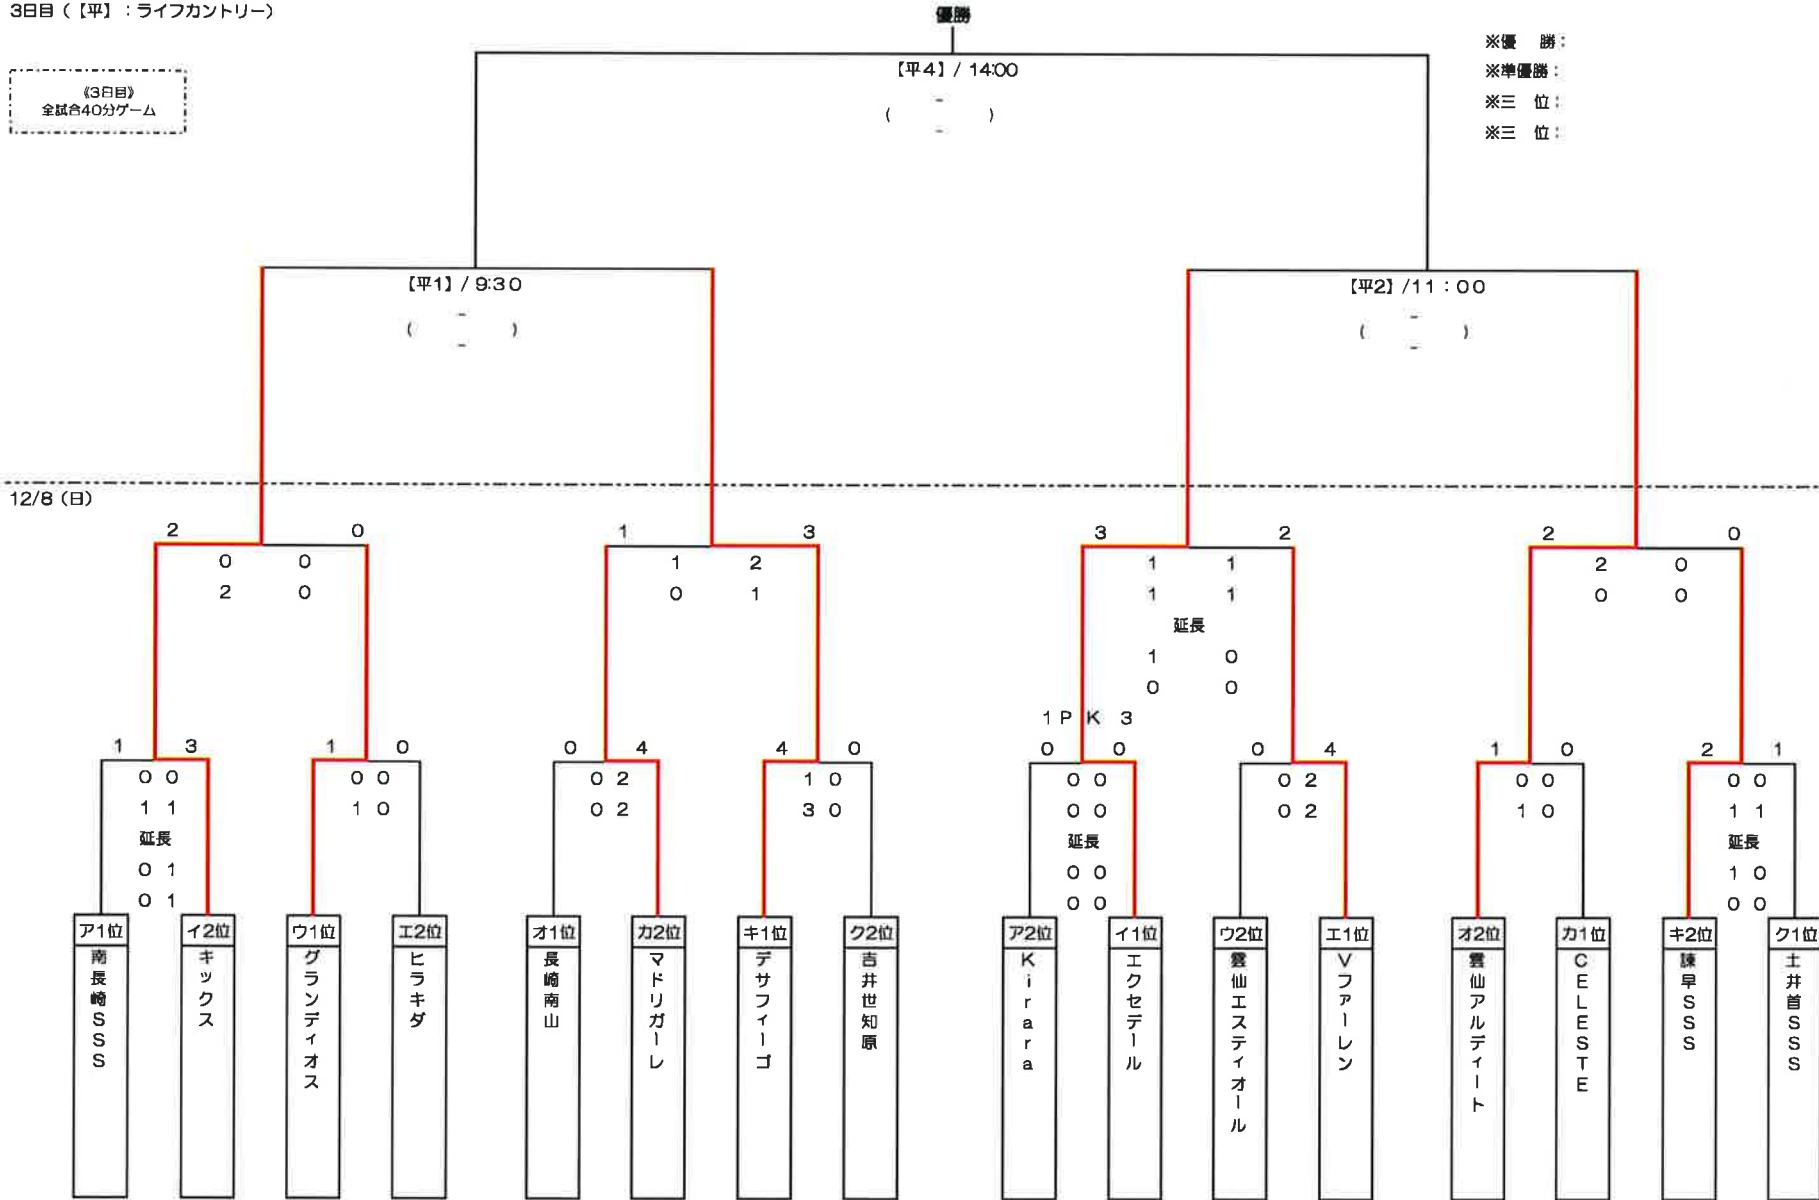 3日目（【平】：ライフカントリー）
優勝
※優　勝：
※準優勝：
※三　位：
※三　位：
《3日目》
全試合40分ゲーム
【平4】/ 14:00
-
(　　)
-
【平1】/ 9:30
-
(　　)
-
【平2】/11：00
-
(　　)
-
12/8（日）
2 0 1 3 3 2 2 0
0 0 1 2 1 1 2 0
2 0 0 1 1 1 0 0
延長
1 0
0 0
1 P K 3
1 3 1 0 0 4 4 0 0 0 0 4 1 0 2 1
0 0 0 0 0 2 1 0 0 0 0 2 0 0 0 0
1 1 1 0 0 2 3 0 0 0 0 2 1 0 1 1
延長 延長 延長
0 1 0 0 1 0
0 1 0 0 0 0
ア1位 イ2位 ウ1位 エ2位 オ1位 カ2位 キ1位 ク2位 ア2位 イ1位 ウ2位 エ1位 オ2位 カ1位 キ2位 ク1位
南長崎SSS
キックス
グランディオス
ヒラキダ
長崎南山
マドリガーレ
デサフィーゴ
吉井世知原
Kirara
エクセデール
雲仙エスティオール
Vファーレン
雲仙アルディート
CELESTE
諫早SSS
土井首SSS